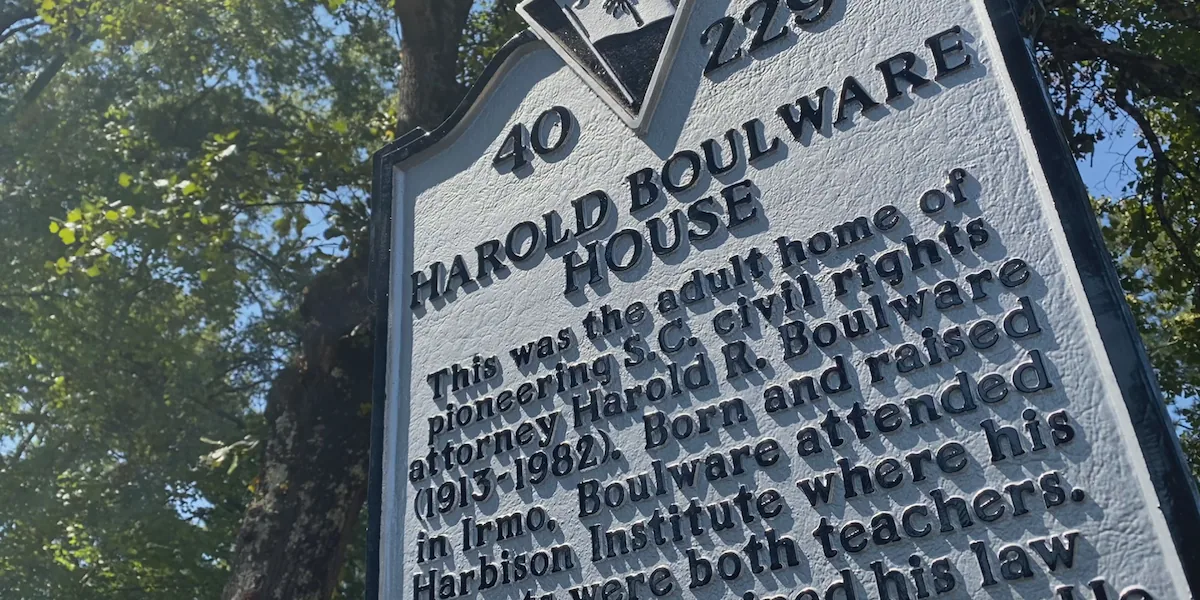 40
229
HAROLD BOULWARE
HOUSE
This was the adult home of
pioneering S.C. civil rights
attorney Harold R. Boulware
(1913-1982). Born and raised
in Irmo, Boulware attended
Harbison Institute where his
were both teachers.
his law